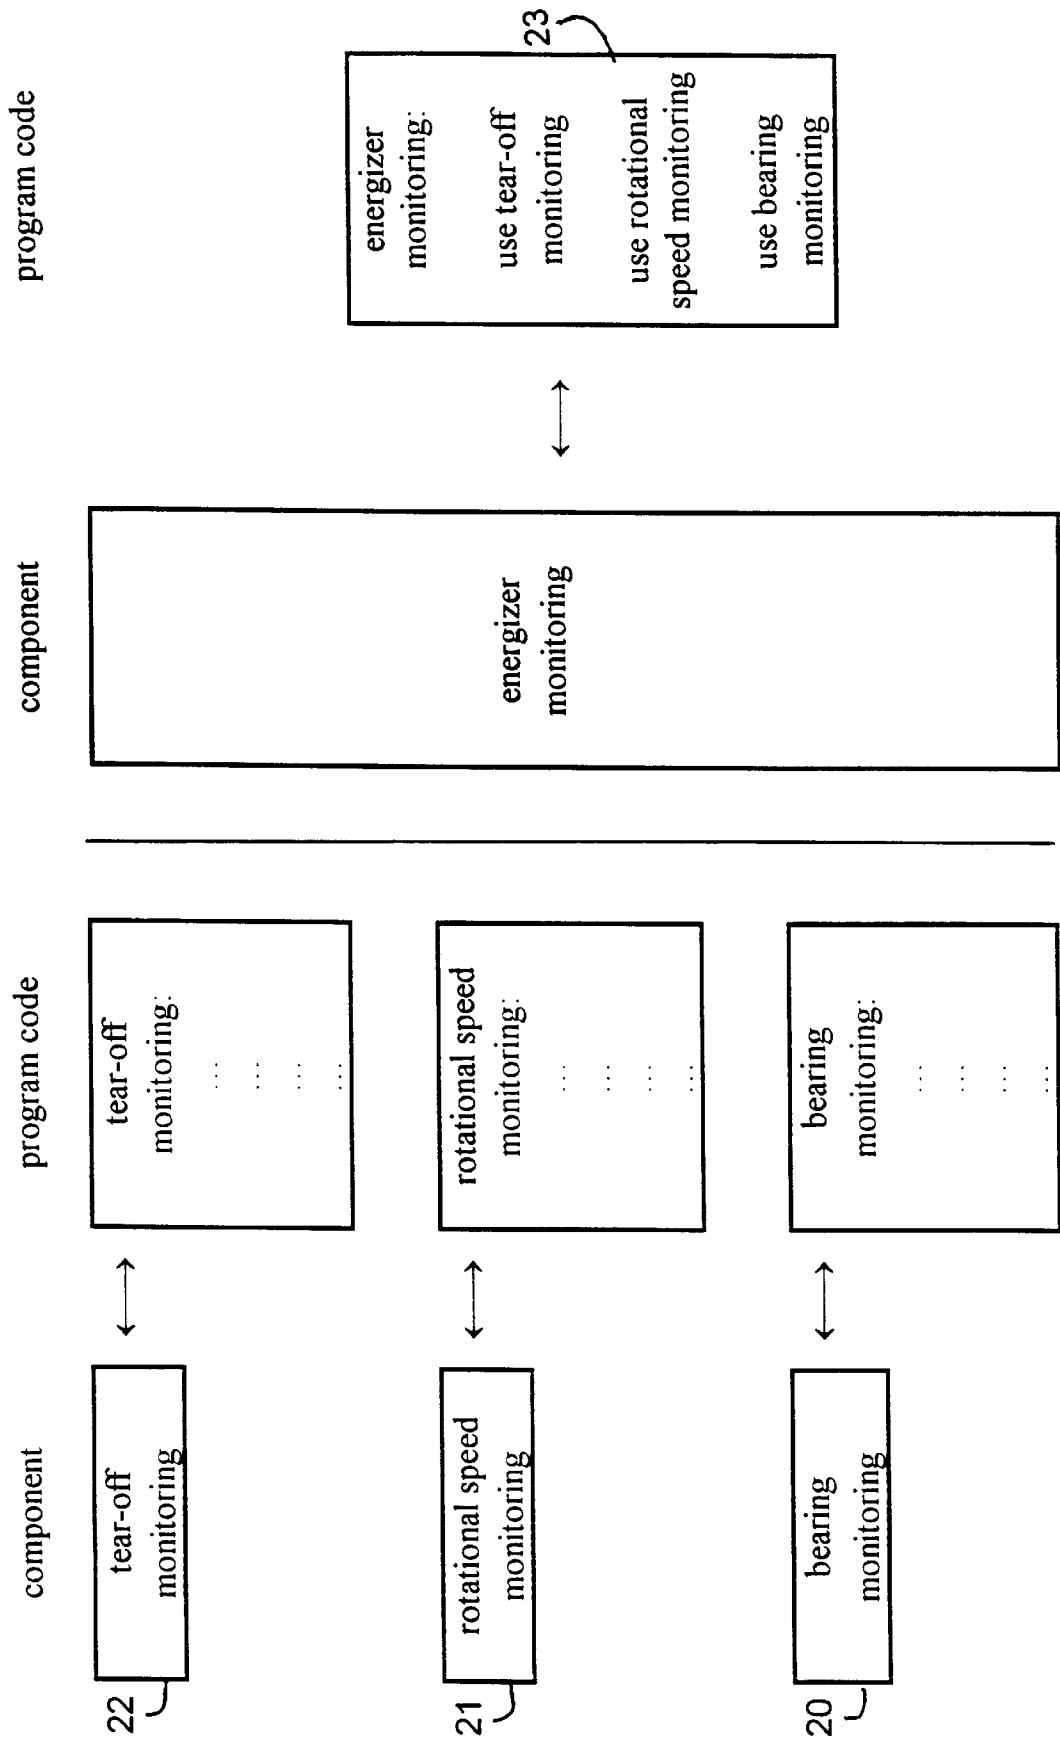 component
program code
component
program code
tear-off
monitoring
22
tear-off
monitoring:
...
...
...
...
rotational speed
monitoring
21
rotational speed
monitoring:
...
...
...
...
bearing
monitoring
20
bearing
monitoring:
...
...
...
...
energizer
monitoring
energizer
monitoring:
use tear-off
monitoring
use rotational
speed monitoring
use bearing
monitoring
23